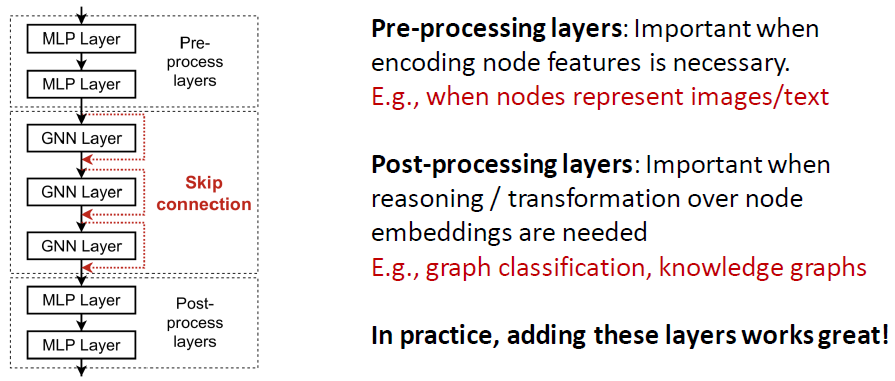 MLP Layer
MLP Layer
Pre-
process
layers
GNN Layer
GNN Layer
GNN Layer
Skip
connection
MLP Layer
MLP Layer
Post-
process
layers
Pre-processing layers: Important when
encoding node features is necessary.
E.g., when nodes represent images/text
Post-processing layers: Important when
reasoning / transformation over node
embeddings are needed
E.g., graph classification, knowledge graphs
In practice, adding these layers works great!